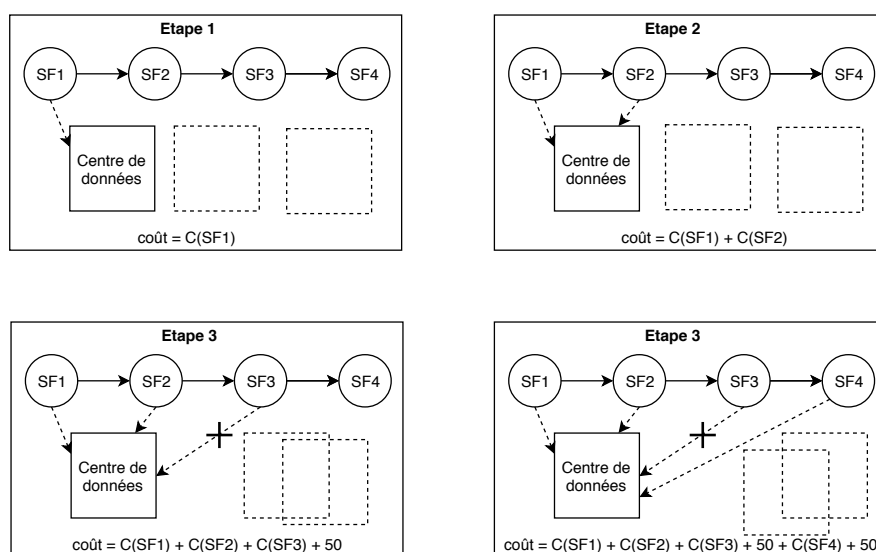 Etape 1
SF1 SF2 SF3 SF4
Centre de
données
coût = C(SF1)
Etape 2
SF1 SF2 SF3 SF4
Centre de
données
coût = C(SF1) + C(SF2)
Etape 3
SF1 SF2 SF3 SF4
Centre de
données
coût = C(SF1) + C(SF2) + C(SF3) + 50
Etape 3
SF1 SF2 SF3 SF4
Centre de
données
coût = C(SF1) + C(SF2) + C(SF3) + 50 + C(SF4) + 50